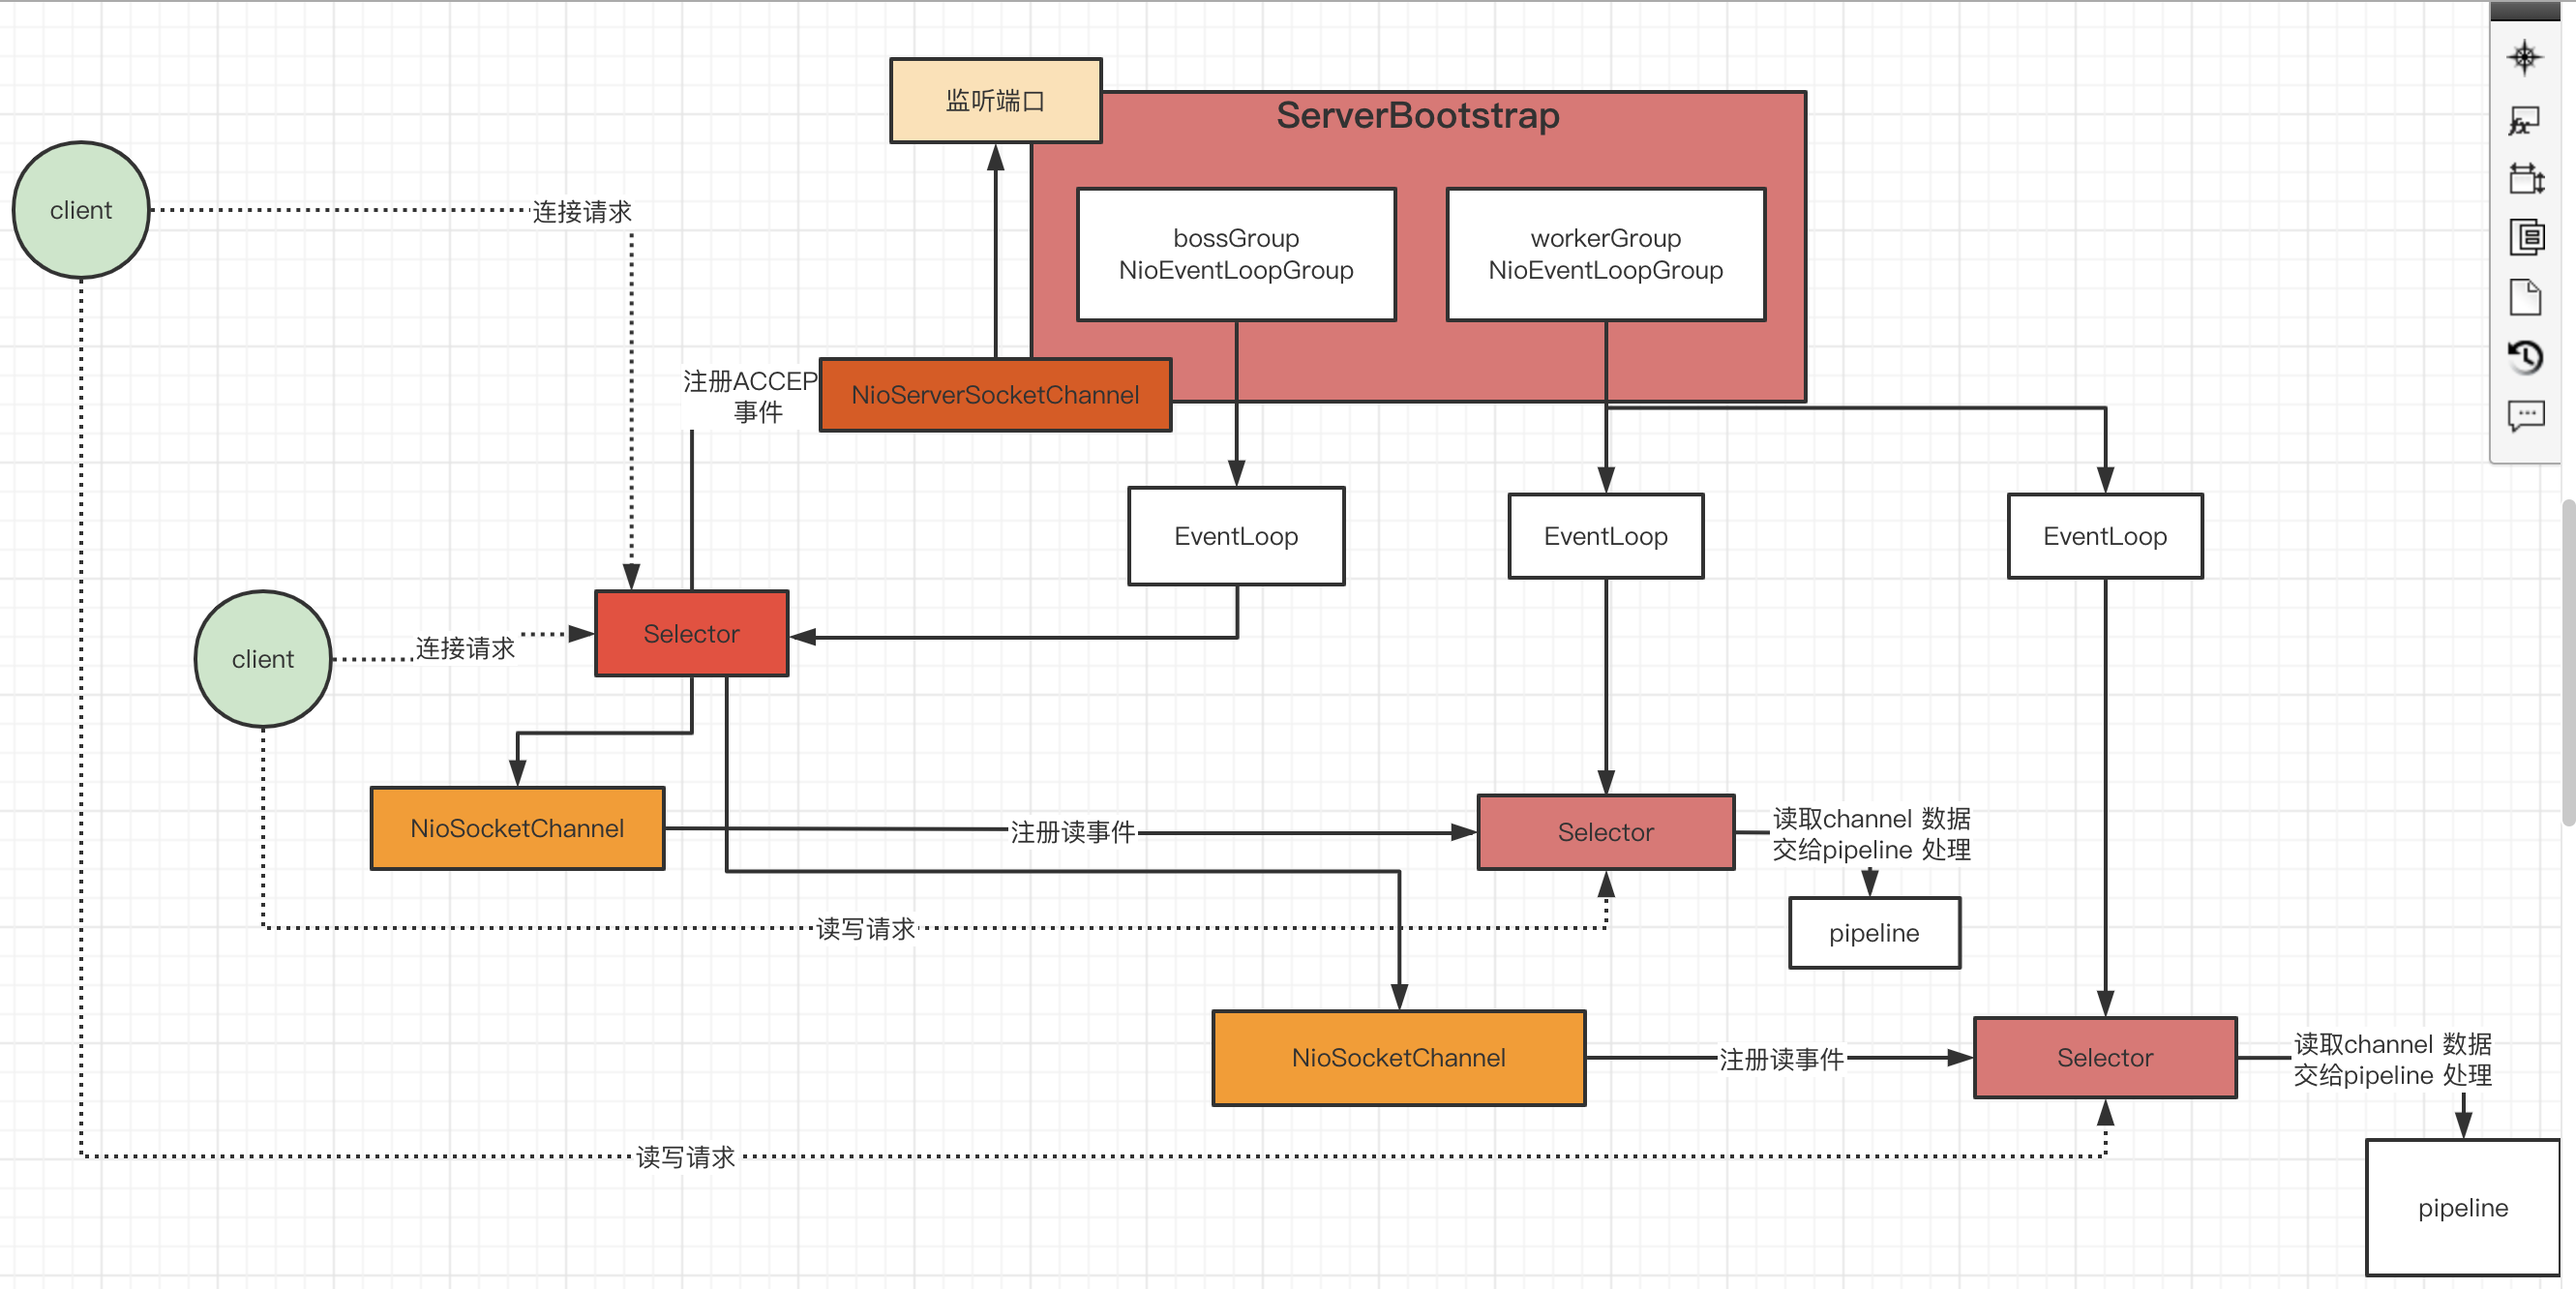 监听端口
ServerBootstrap
client
连接请求
bossGroup
NioEventLoopGroup
workerGroup
NioEventLoopGroup
注册ACCEP
事件
NioServerSocketChannel
EventLoop
EventLoop
EventLoop
client
连接请求
Selector
NioSocketChannel
注册读事件
Selector
读取channel 数据
交给pipeline 处理
读写请求
pipeline
NioSocketChannel
注册读事件
Selector
读取channel 数据
交给pipeline 处理
读写请求
pipeline